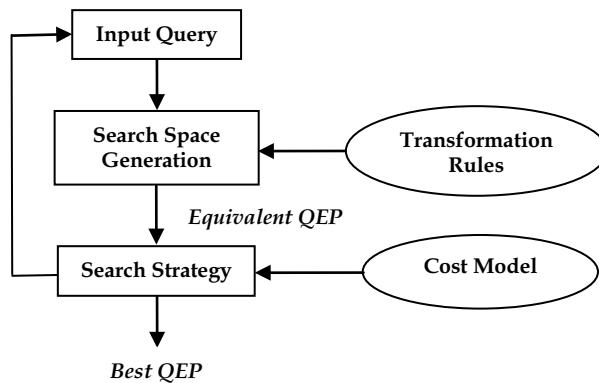 Input Query
Search Space
Generation
Transformation
Rules
Equivalent QEP
Search Strategy
Cost Model
Best QEP